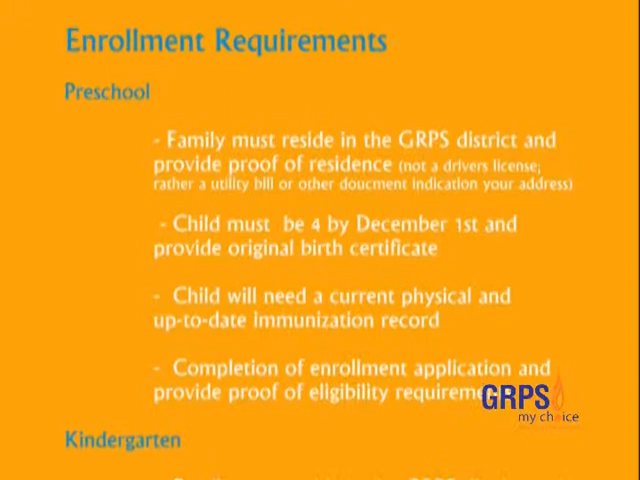 Enrollment Requirements
Preschool
- Family must reside in the GRPS district and
provide proof of residence (not a drivers license;
rather a utility bill or other doucment indication your address)
- Child must be 4 by December 1st and
provide original birth certificate
- Child will need a current physical and
up-to-date immunization record
- Completion of enrollment application and
provide proof of eligibility
GRPS
my choice
Kindergarten